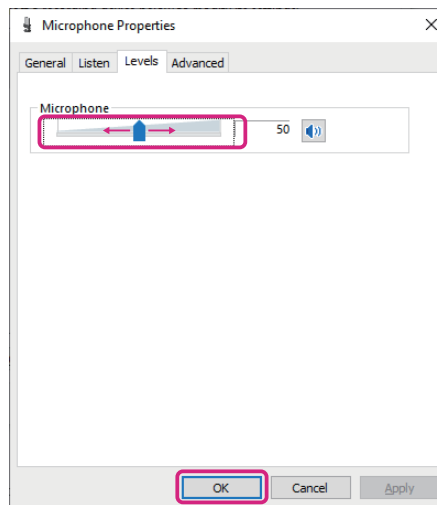 Microphone Properties
General Listen Levels Advanced
Microphone
50
OK Cancel Apply